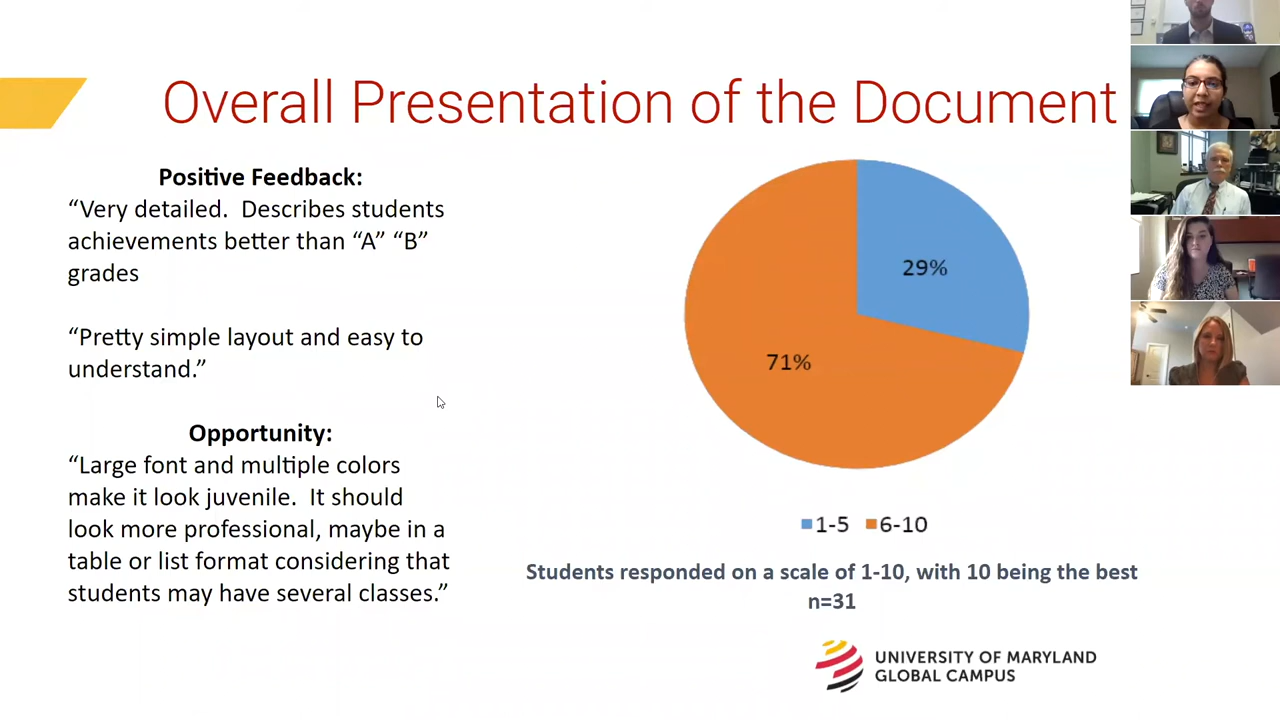 Overall Presentation of the Document
Positive Feedback:
“Very detailed.  Describes students
achievements better than “A” “B”
grades
“Pretty simple layout and easy to
understand.”
Opportunity:
“Large font and multiple colors
make it look juvenile.  It should
look more professional, maybe in a
table or list format considering that
students may have several classes.”
29%
71%
1-5 6-10
Students responded on a scale of 1-10, with 10 being the best
n=31
UNIVERSITY OF MARYLAND
GLOBAL CAMPUS